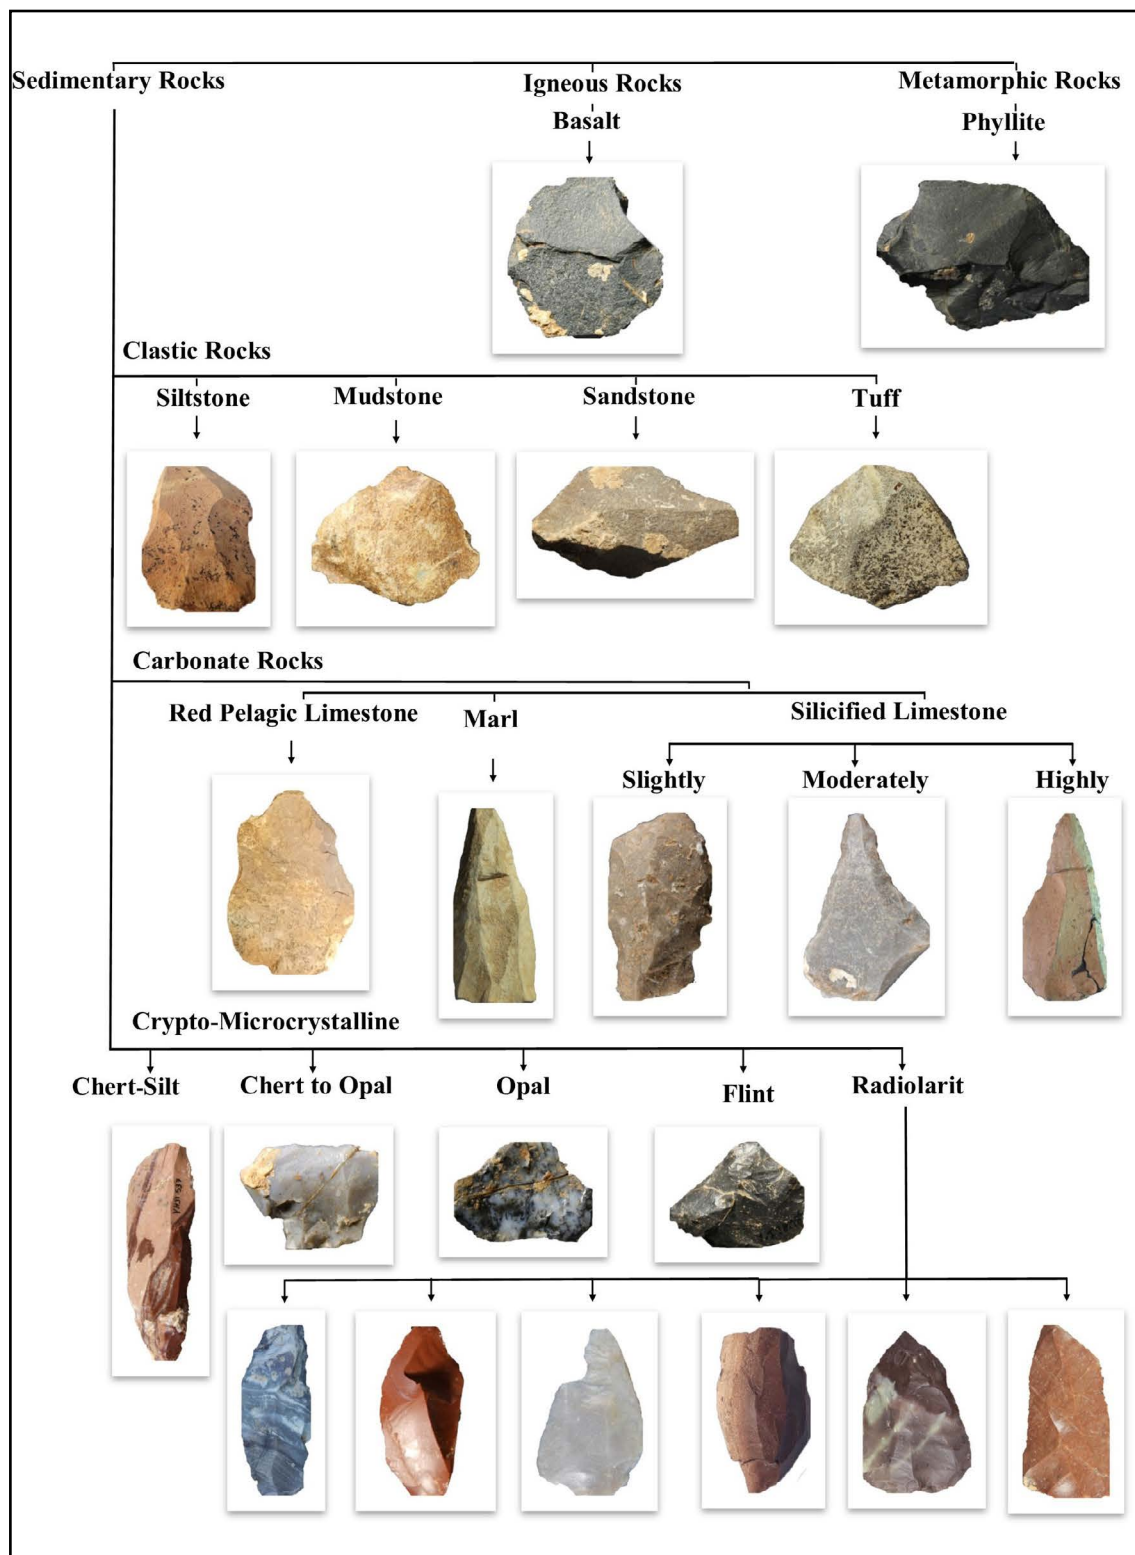 Sedimentary Rocks
Igneous Rocks
Metamorphic Rocks
Basalt
Phyllite
Clastic Rocks
Siltstone
Mudstone
Sandstone
Tuff
Carbonate Rocks
Red Pelagic Limestone
Marl
Silicified Limestone
Slightly
Moderately
Highly
Crypto-Microcrystalline
Chert-Silt
Chert to Opal
Opal
Flint
Radiolarit